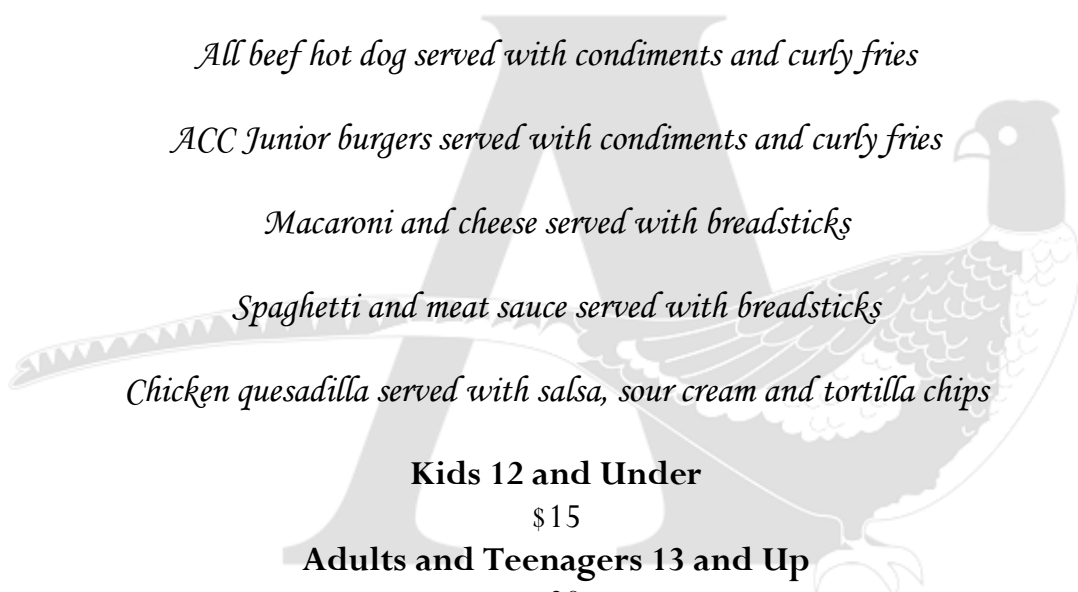 All beef hot dog served with condiments and curly fries
ACC Junior burgers served with condiments and curly fries
Macaroni and cheese served with breadsticks
Spaghetti and meat sauce served with breadsticks
Chicken quesadilla served with salsa, sour cream and tortilla chips
Kids 12 and Under
$15
Adults and Teenagers 13 and Up